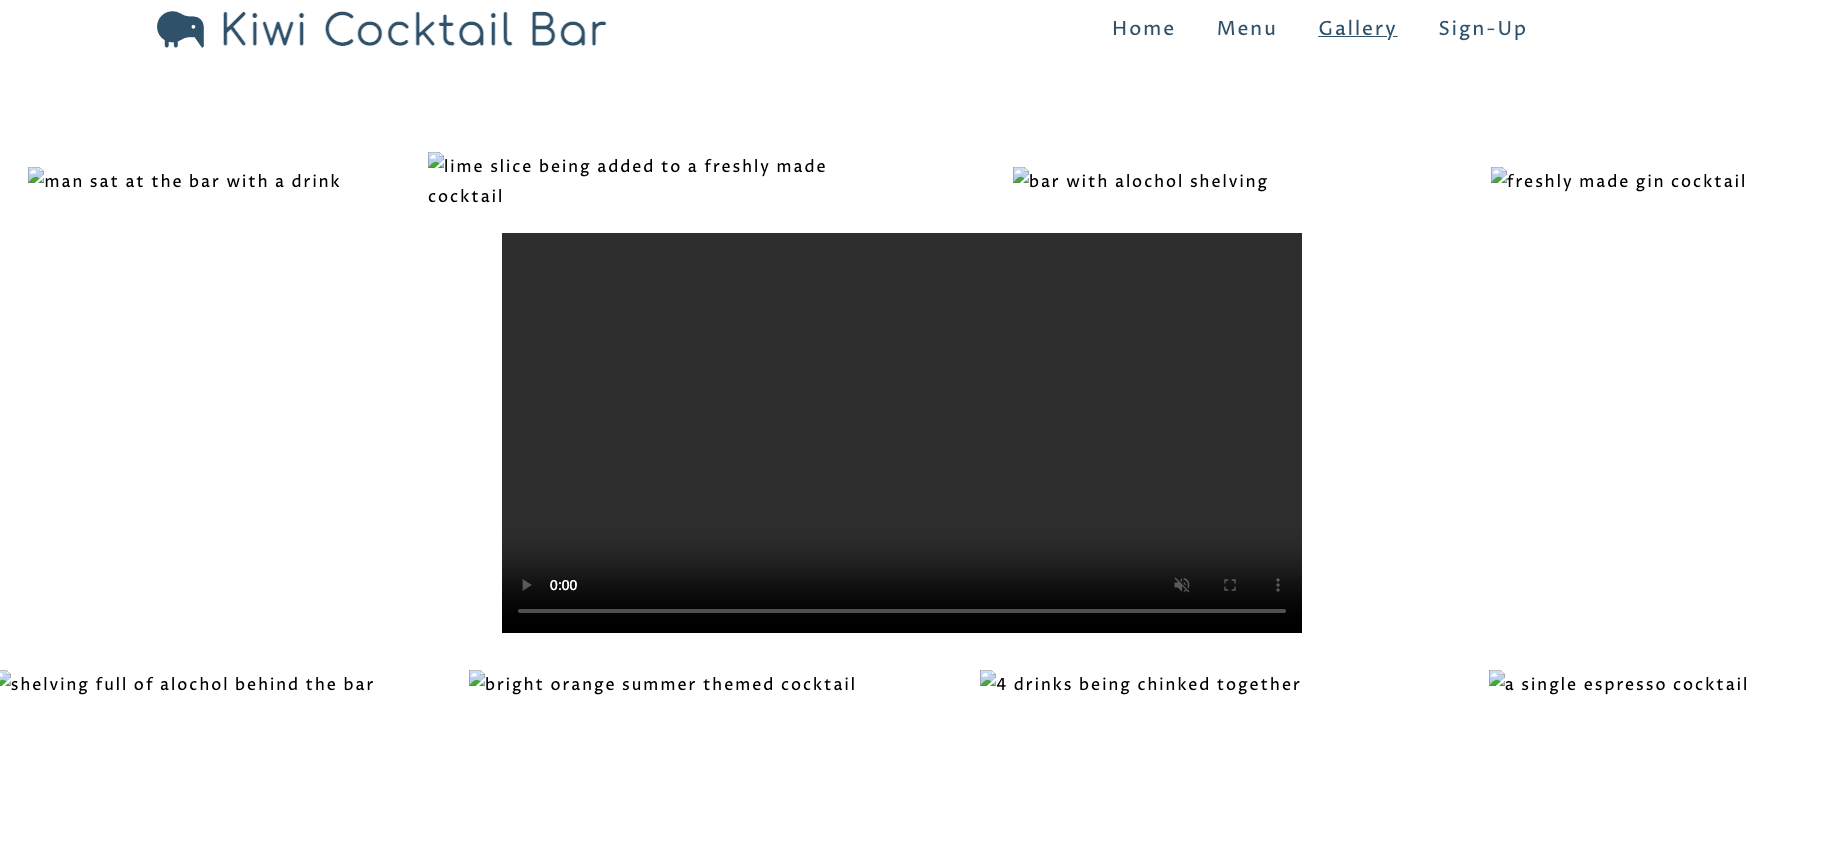 Kiwi Cocktail Bar
Home Menu Gallery Sign-Up
man sat at the bar with a drink
lime slice being added to a freshly made
cocktail
bar with alochol shelving
freshly made gin cocktail
0:00
shelving full of alochol behind the bar
bright orange summer themed cocktail
4 drinks being chinked together
a single espresso cocktail